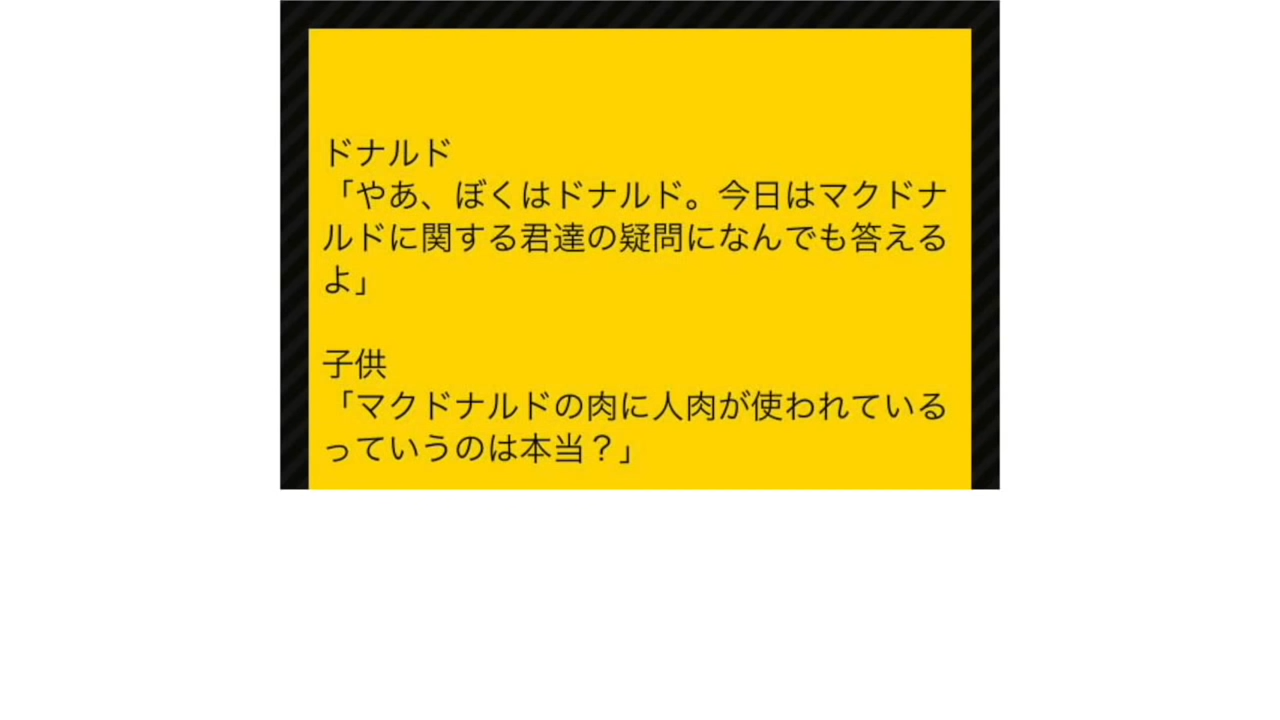 ドナルド
「やあ、ぼくはドナルド。今日はマクドナ
ルドに関する君達の疑問になんでも答える
よ」
子供
「マクドナルドの肉に人肉が使われている
っていうのは本当？」